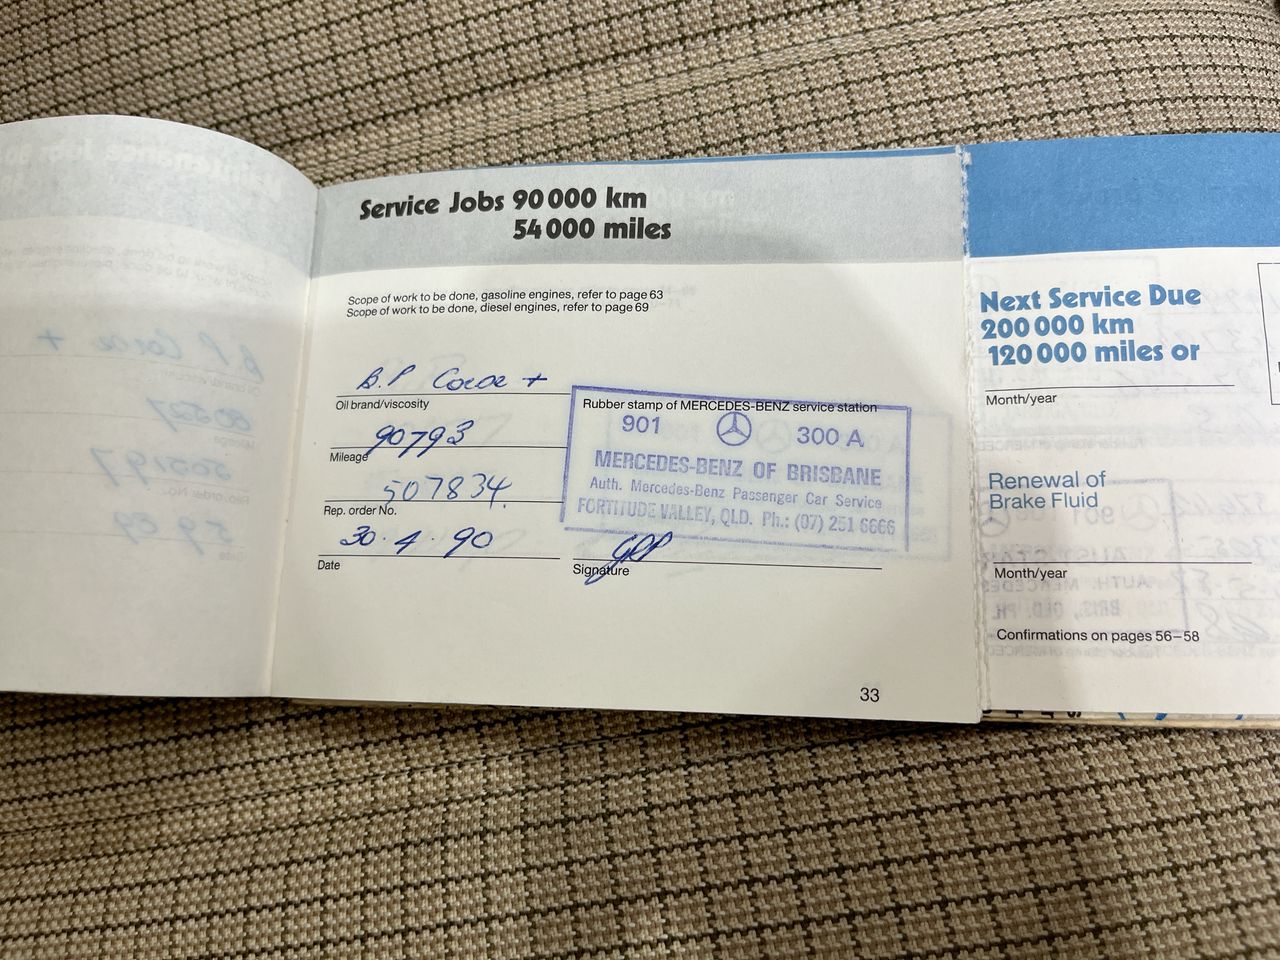 Service Jobs 90 000 km
54 000 miles
Scope of work to be done, gasoline engines, refer to page 63
Scope of work to be done, diesel engines, refer to page 69
B.P
Oil brand/viscosity
90793
Mileage
507834
Rep. order No.
30.4.90
Date
Rubber stamp of MERCEDES-BENZ service station
901 300 A
MERCEDES-BENZ OF BRISBANE
Auth. Mercedes-Benz Passenger Car Service
FORTITUDE VALLEY, QLD. Ph.: (07) 251 6666
Signature
33
Next Service Due
200 000 km
120 000 miles or
Month/year
Renewal of
Brake Fluid
Month/year
Confirmations on pages 56–58